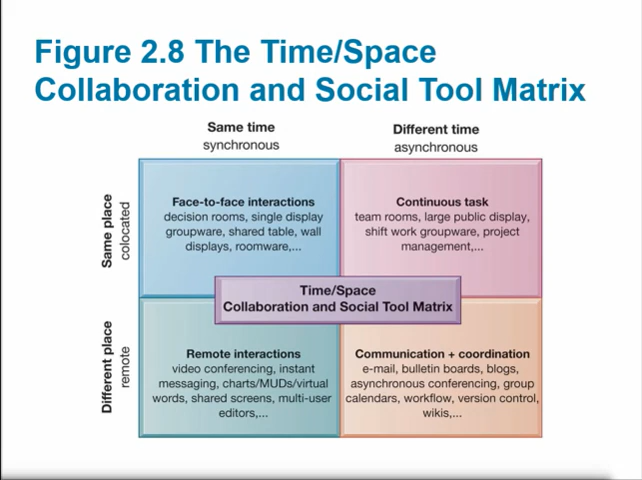 Figure 2.8 The Time/Space
Collaboration and Social Tool Matrix
Same time
synchronous
Different time
asynchronous
Same place
colocated
Face-to-face interactions
decision rooms, single display
groupware, shared table, wall
displays, roomware,...
Continuous task
team rooms, large public display,
shift work groupware, project
management,...
Time/Space
Collaboration and Social Tool Matrix
Different place
remote
Remote interactions
video conferencing, instant
messaging, charts/MUDs/virtual
words, shared screens, multi-user
editors,...
Communication + coordination
e-mail, bulletin boards, blogs,
asynchronous conferencing, group
calendars, workflow, version control,
wikis,...